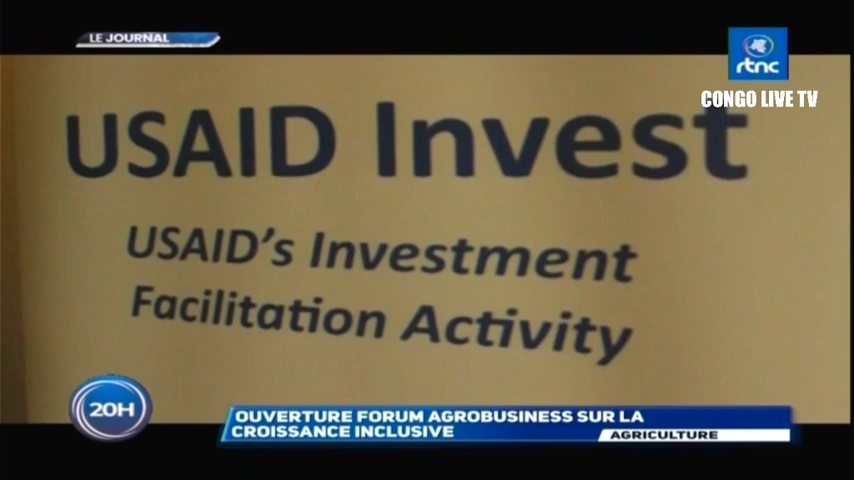 LE JOURNAL
rtnc
CONGO LIVE TV
USAID Invest
USAID's Investment
Facilitation Activity
20H
OUVERTURE FORUM AGROBUSINESS SUR LA
CROISSANCE INCLUSIVE
AGRICULTURE